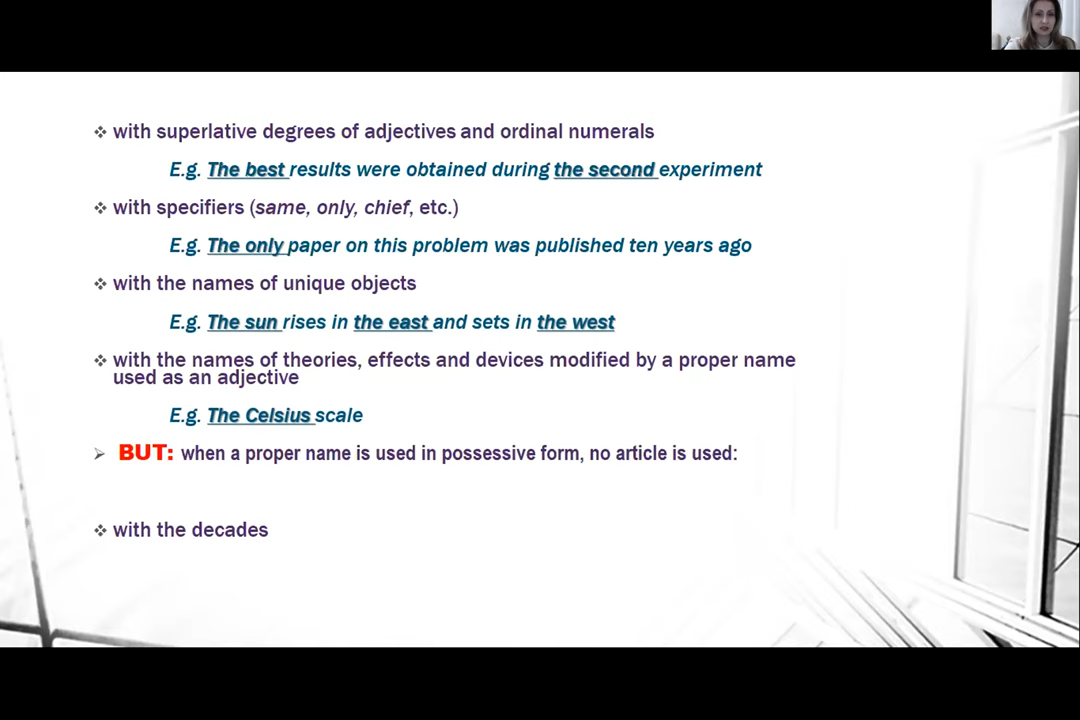 with superlative degrees of adjectives and ordinal numerals
E.g. The best results were obtained during the second experiment
with specifiers (same, only, chief, etc.)
E.g. The only paper on this problem was published ten years ago
with the names of unique objects
E.g. The sun rises in the east and sets in the west
with the names of theories, effects and devices modified by a proper name
used as an adjective
E.g. The Celsius scale
BUT: when a proper name is used in possessive form, no article is used:
with the decades